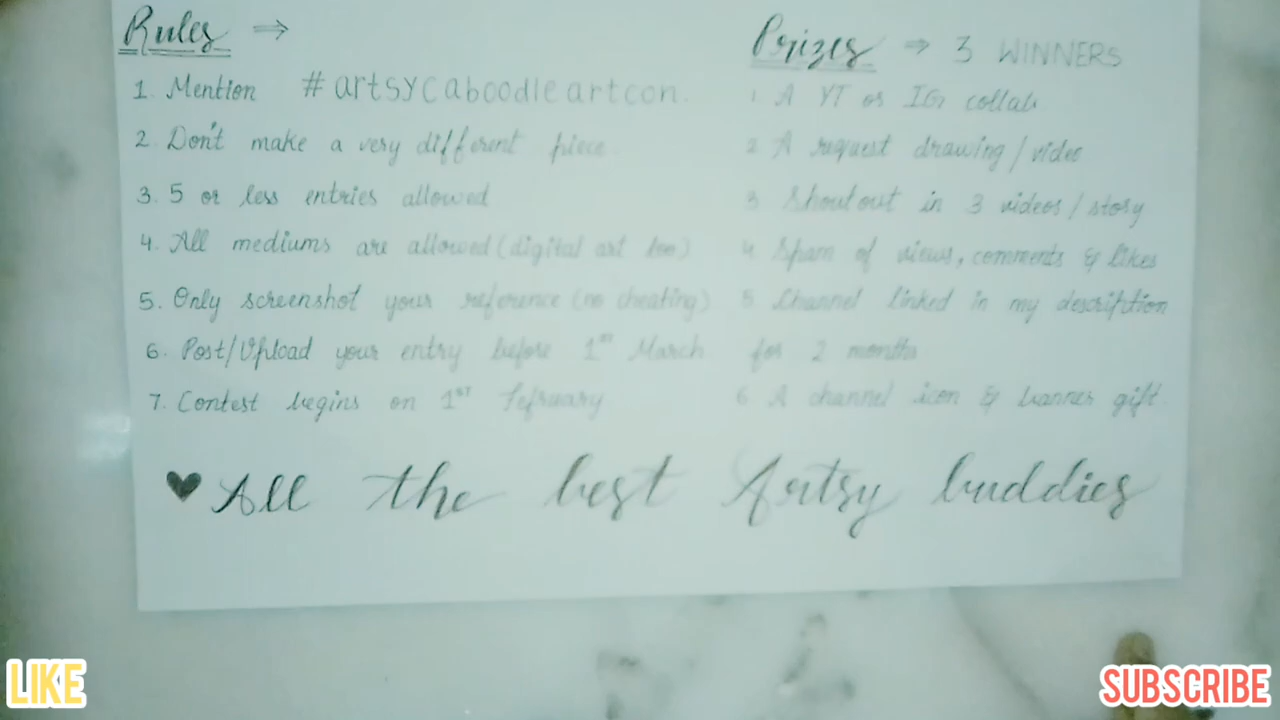 Rules ⇒
1. Mention #artsycaboodleartcon.
2. Don't make a very different piece
3. 5 or less entries allowed
4. All mediums are allowed (digital art too)
5. Only screenshot your reference (no cheating)
6. Post/Upload your entry before 1st March
7. Contest begins on 1st February
Prizes ⇒ 3 WINNERS
1 A YT or IG collab
2 A request drawing/video
3 Shoutout in 3 videos/story
4 Spam of views, comments & likes
5 Channel linked in my description
for 2 months
6 A channel icon & banner gift
♥ All the best Artsy buddies
LIKE
SUBSCRIBE